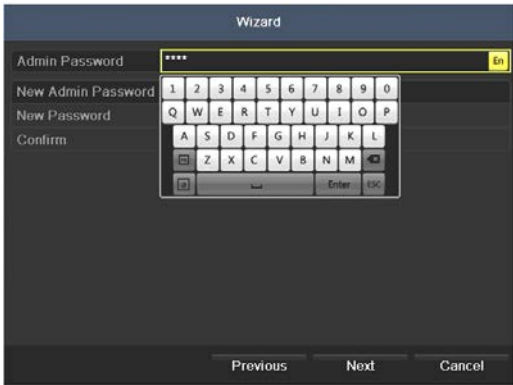 Wizard
Admin Password **** En
New Admin Password
New Password
Confirm
1 2 3 4 5 6 7 8 9 0
Q W E R T Y U I O P
A S D F G H J K L
Z X C V B N M
Enter ESC
Previous Next Cancel